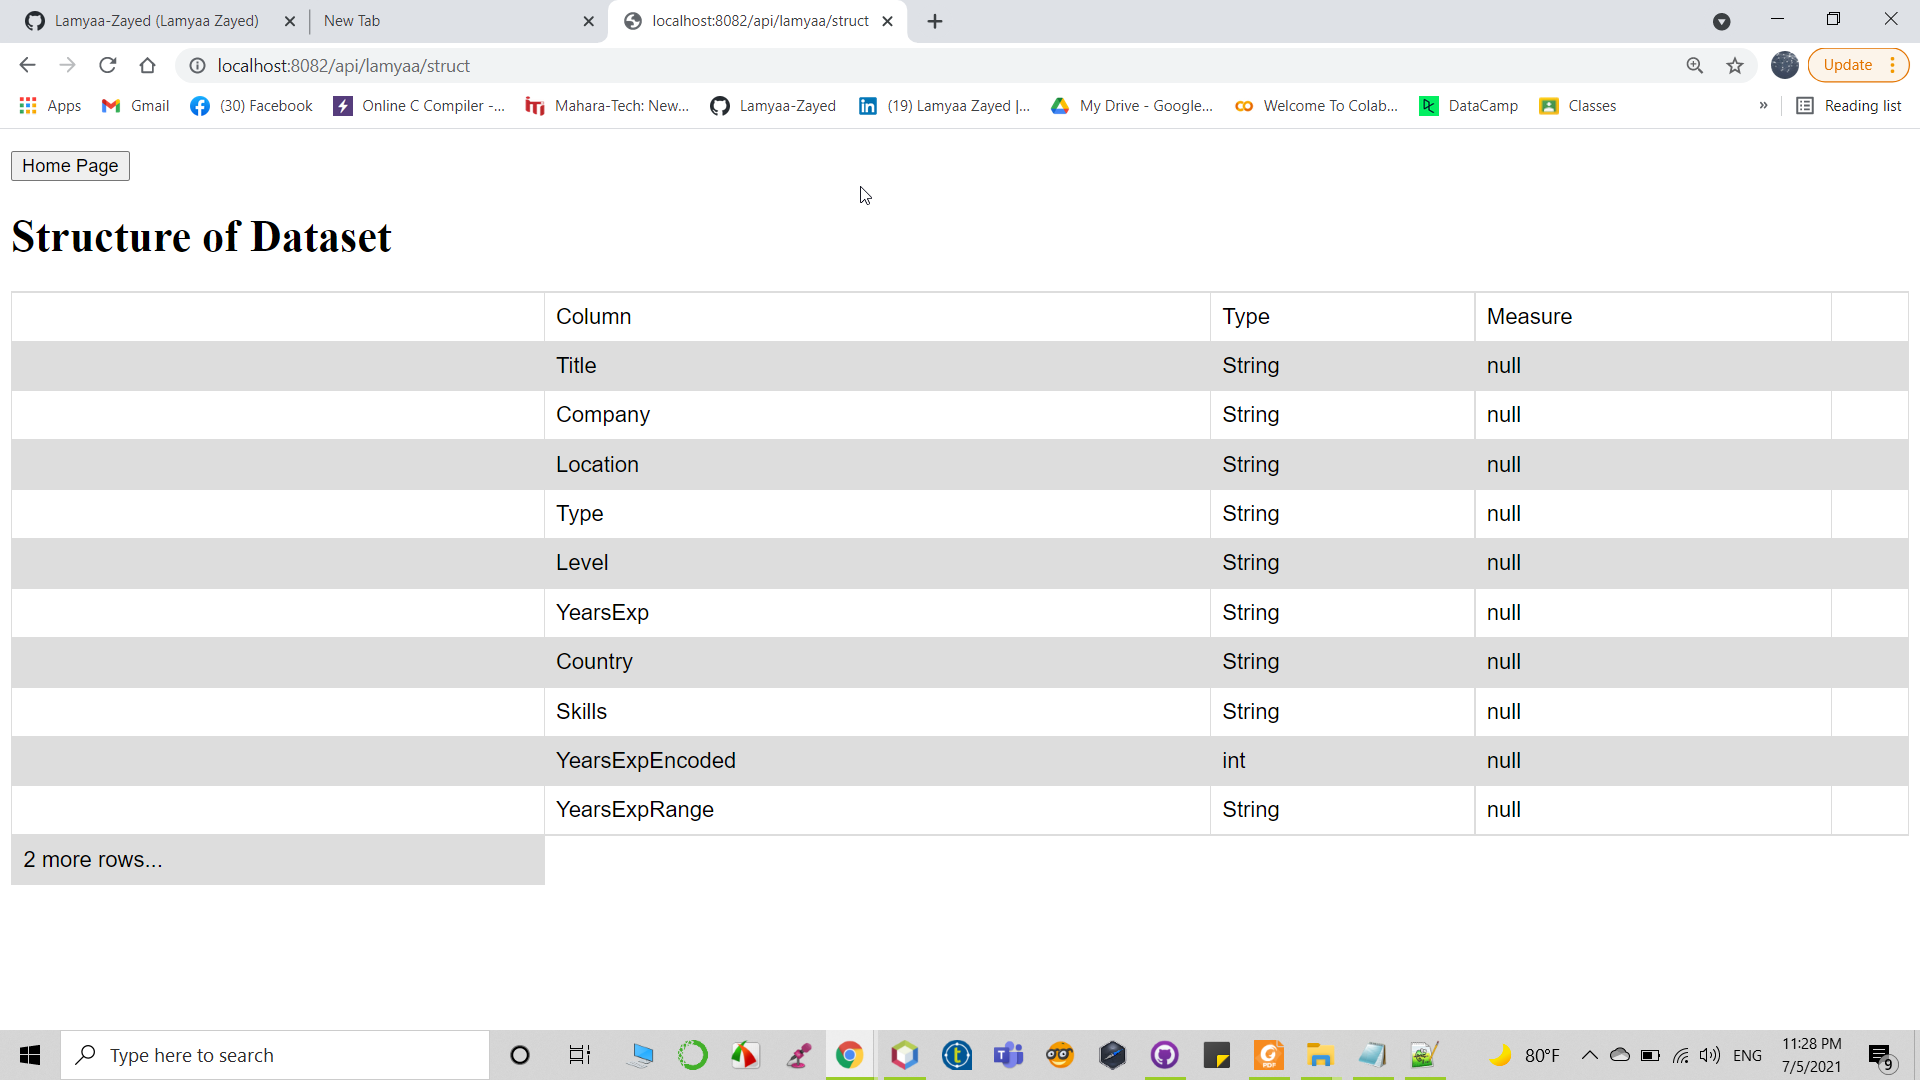 Lamyaa-Zayed (Lamyaa Zayed) New Tab localhost:8082/api/lamyaa/struct
localhost:8082/api/lamyaa/struct Update
Apps Gmail (30) Facebook Online C Compiler -... Mahara-Tech: New... Lamyaa-Zayed (19) Lamyaa Zayed |... My Drive - Google... Welcome To Colab... DataCamp Classes » Reading list
Home Page
Structure of Dataset
Column Type Measure
Title String null
Company String null
Location String null
Type String null
Level String null
YearsExp String null
Country String null
Skills String null
YearsExpEncoded int null
YearsExpRange String null
2 more rows...
Type here to search 80°F ENG 11:28 PM
7/5/2021 9